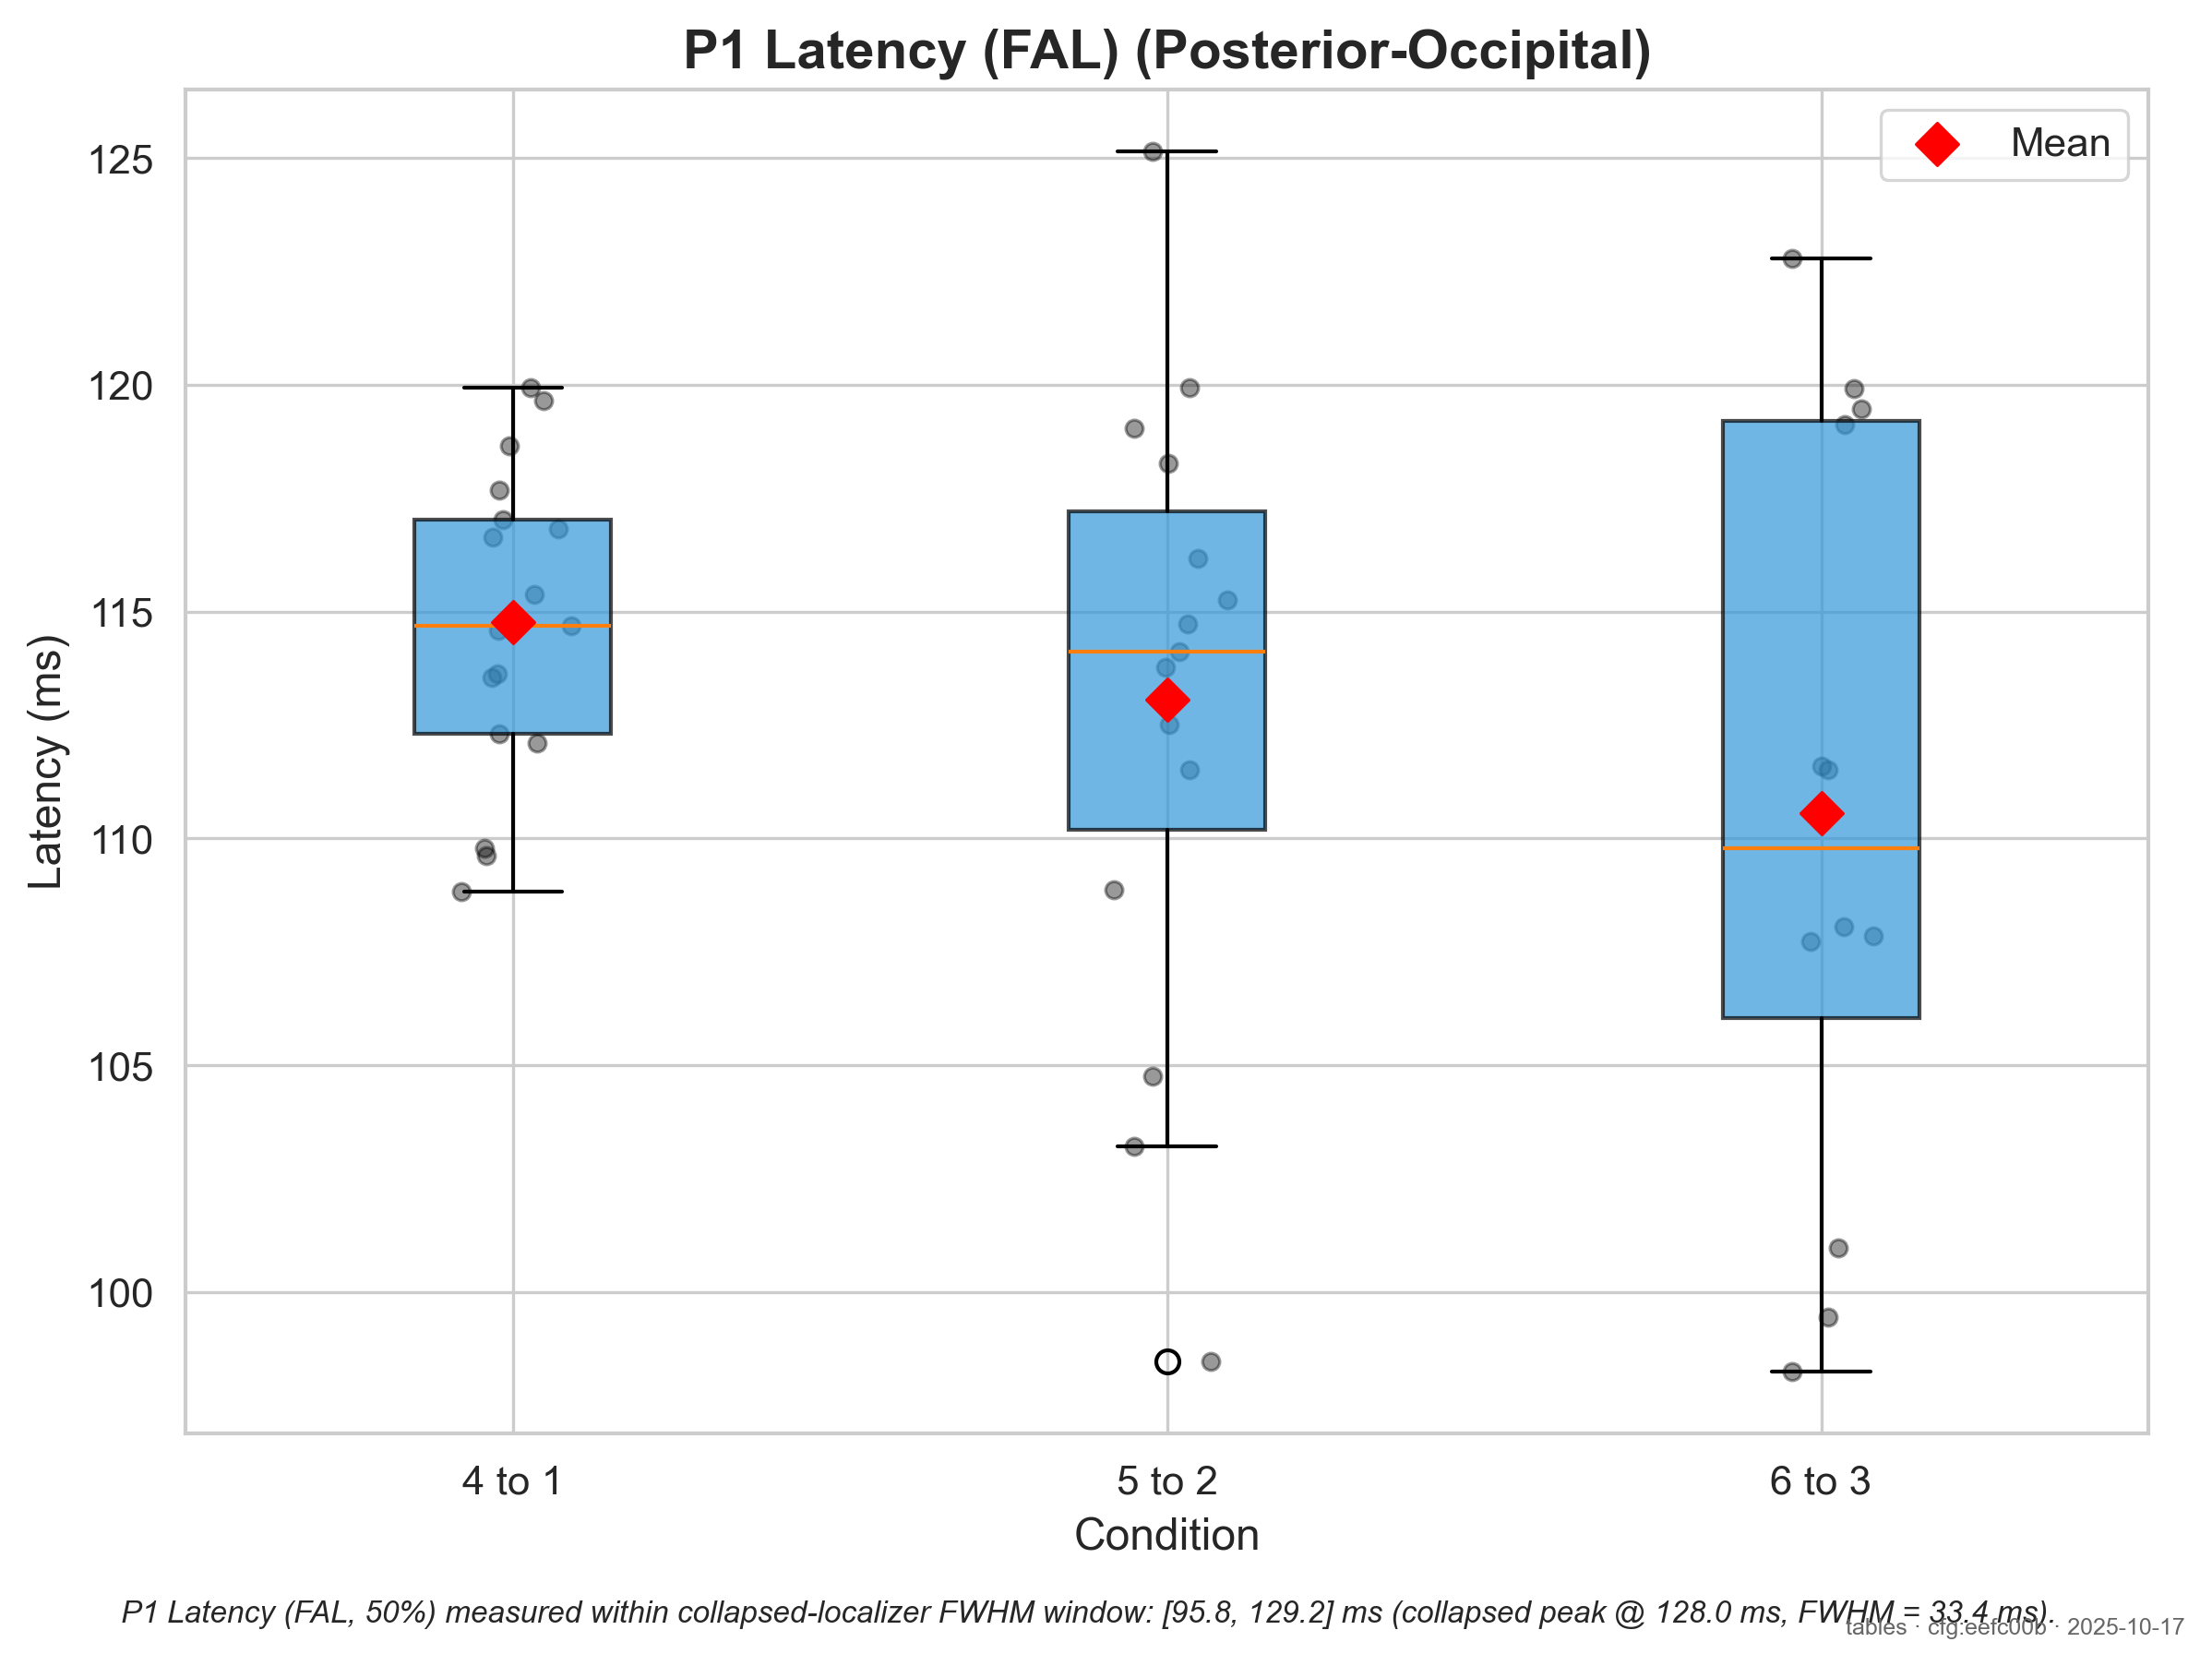 P1 Latency (FAL) (Posterior-Occipital)
Mean
125
120
115
110
105
100
Latency (ms)
4 to 1
5 to 2
6 to 3
Condition
P1 Latency (FAL, 50%) measured within collapsed-localizer FWHM window: [95.8, 129.2] ms (collapsed peak @ 128.0 ms, FWHM = 33.4 ms).
tables · cfg:eefc00b · 2025-10-17